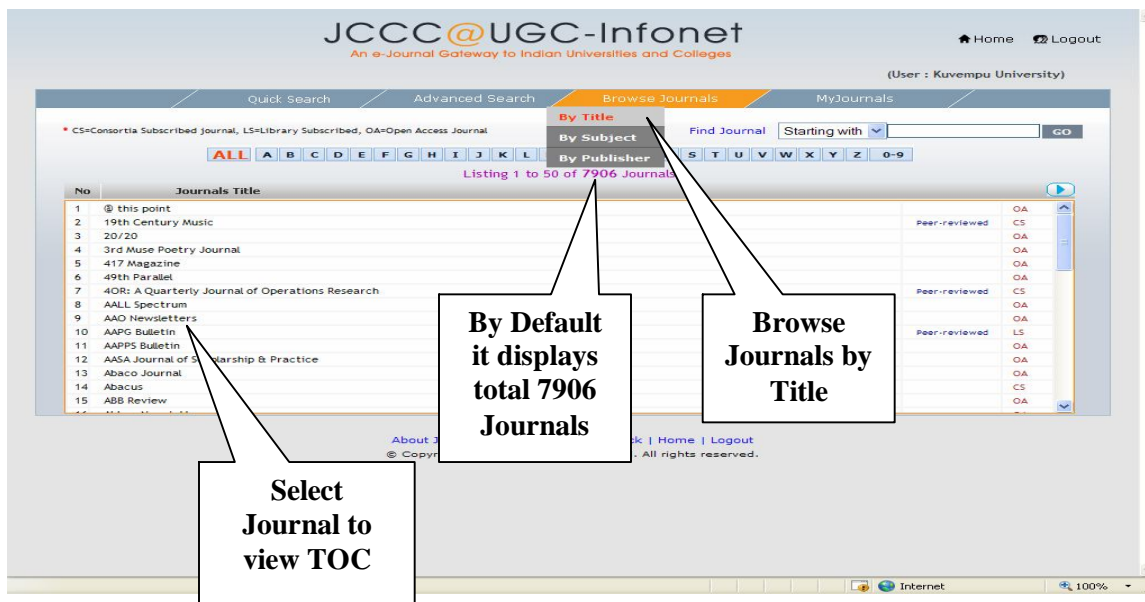 JCCC@UGC-Infonet
An e-Journal Gateway to Indian Universities and Colleges
Home Logout
(User : Kuvempu University)
Quick Search Advanced Search Browse Journals MyJournals
By Title
By Subject
By Publisher
* CS=Consortia Subscribed journal, LS=Library Subscribed, OA=Open Access Journal
Find Journal Starting with GO
ALL A B C D E F G H I J K L S T U V W X Y Z 0-9
Listing 1 to 50 of 7906 Journals
No Journals Title
1 @ this point OA
2 19th Century Music Peer-reviewed CS
3 20/20 OA
4 3rd Muse Poetry Journal OA
5 417 Magazine OA
6 49th Parallel OA
7 4OR: A Quarterly Journal of Operations Research Peer-reviewed CS
8 AALL Spectrum OA
9 AAO Newsletters OA
10 AAPG Bulletin Peer-reviewed LS
11 AAPPS Bulletin OA
12 AASA Journal of Scholarship & Practice OA
13 Abaco Journal OA
14 Abacus CS
15 ABB Review OA
By Default
it displays
total 7906
Journals
Browse
Journals by
Title
Select
Journal to
view TOC
About | Home | Logout
© All rights reserved.
Internet 100%